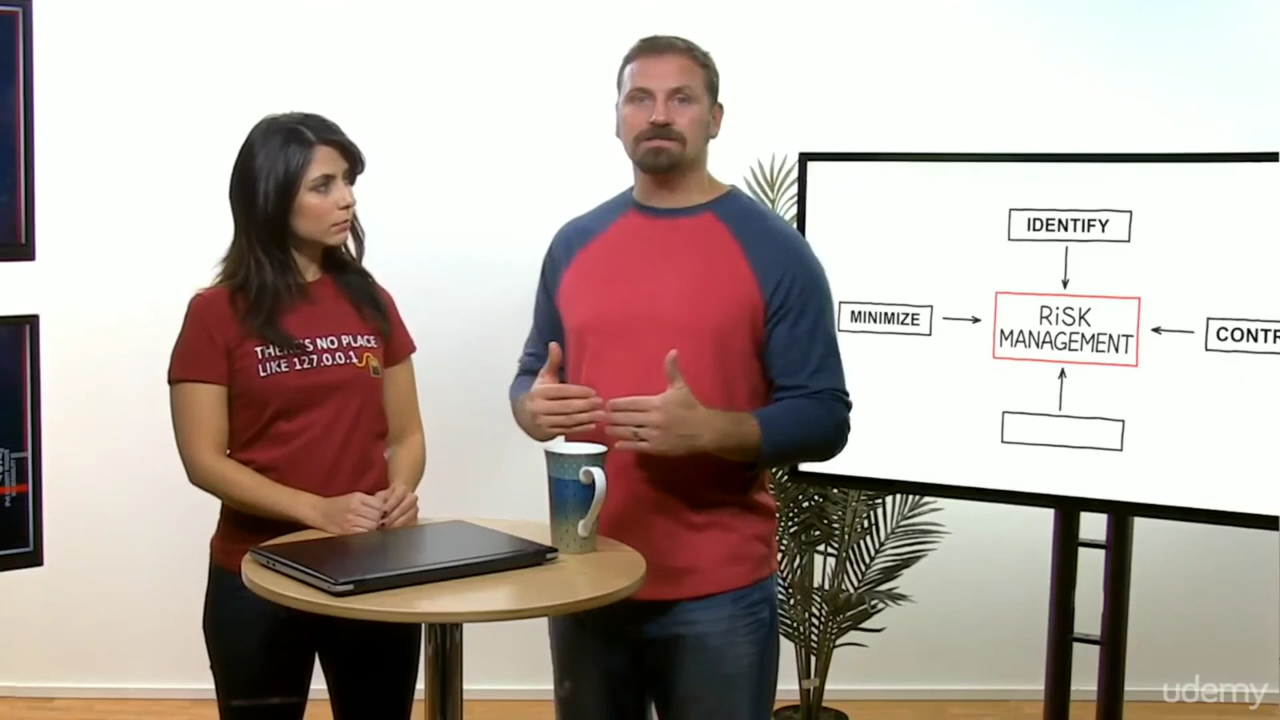 THERE'S NO PLACE
LIKE 127.0.0.1
IDENTIFY
MINIMIZE
RiSK
MANAGEMENT
CONTR
udemy